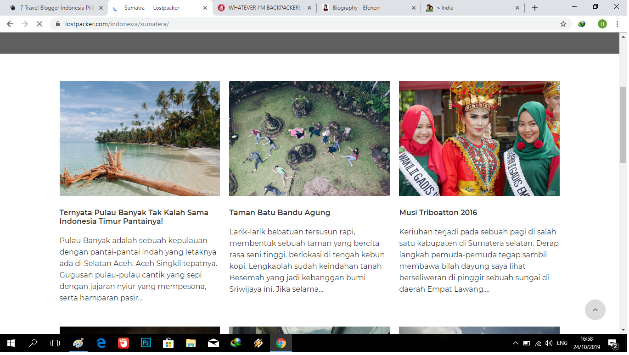 7 Travel Blogger Indonesia Pili
Sumatra — Lostpacker
WHATEVER I'M BACKPACKER!
Biography – Efenerr
» India
lostpacker.com/indonesia/sumatera/
H
Ternyata Pulau Banyak Tak Kalah Sama
Indonesia Timur Pantainya!
Pulau Banyak adalah sebuah kepulauan
dengan pantai-pantai indah yang letaknya
ada di Selatan Aceh. Aceh Singkil tepatnya.
Gugusan pulau-pulau cantik yang sepi
dengan jajaran nyiur yang mempesona,
serta hamparan pasir...
Taman Batu Bandu Agung
Larik-larik bebatuan tersusun rapi,
membentuk sebuah taman yang bercita
rasa seni tinggi, berlokasi di tengah kebun
kopi. Lengkaplah sudah keindahan tanah
Besemah yang jadi kebanggaan bumi
Sriwijaya ini. Jika selama...
Musi Triboatton 2016
Keriuhan terjadi pada sebuah pagi di salah
satu kabupaten di Sumatera selatan. Derap
langkah pemuda-pemuda tegap sambil
membawa bilah dayung saya lihat
berseliweran di pinggir sebuah sungai di
daerah Empat Lawang....
ENG
16:58
24/10/2019